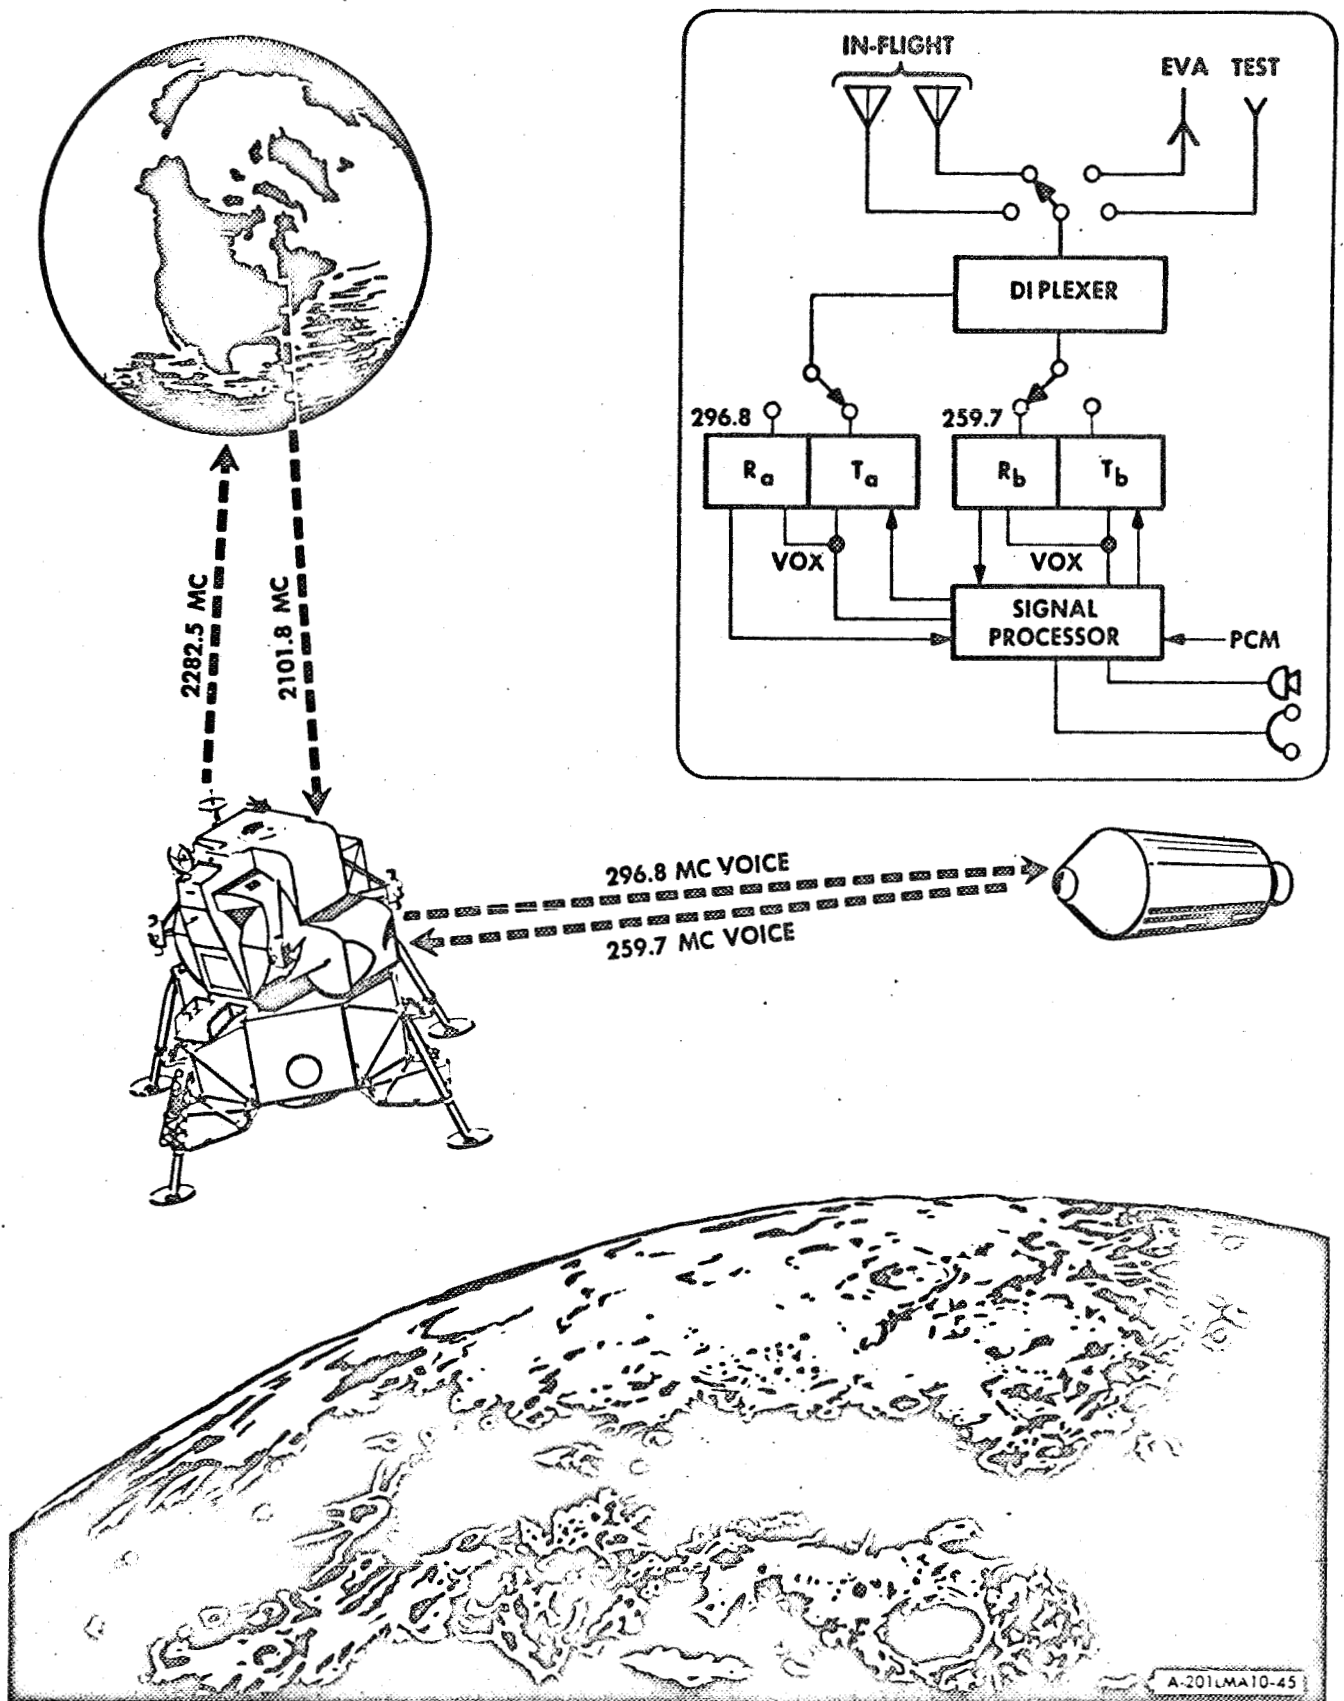 IN-FLIGHT
EVA TEST
DIPLEXER
296.8
259.7
Ra
Ta
Rb
Tb
VOX
VOX
SIGNAL
PROCESSOR
PCM
2282.5 MC
2101.8 MC
296.8 MC VOICE
259.7 MC VOICE
A-201LMA10-45